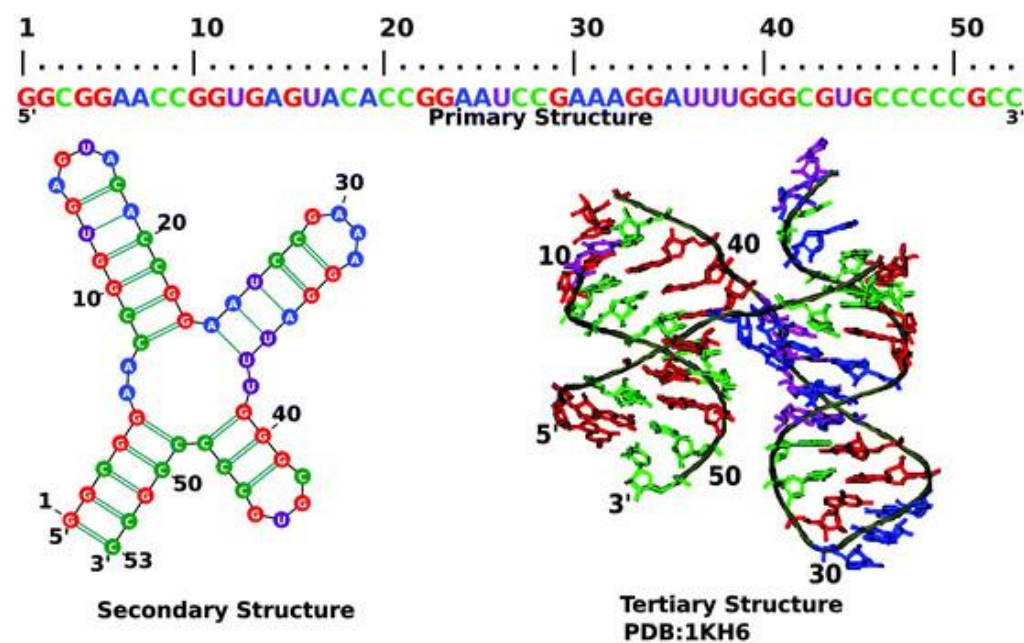 1 10 20 30 40 50
GGCGGAACCGGUGAGUACACCGGAAUCCGAAAGGAUUUGGGCGUGCCCCCGCC
5' Primary Structure 3'
30
20
10
40
50
1
5'
3' 53
Secondary Structure
10
40
5'
50
3'
30
Tertiary Structure
PDB:1KH6